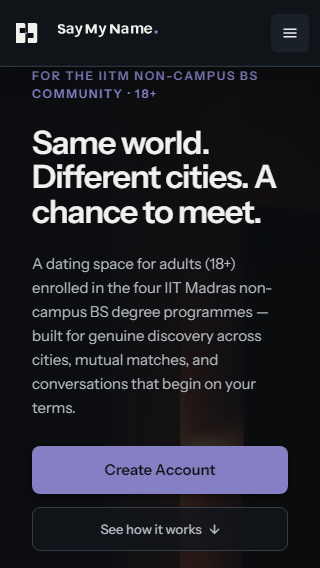 Say My Name.
FOR THE IITM NON-CAMPUS BS
COMMUNITY · 18+
Same world.
Different cities. A
chance to meet.
A dating space for adults (18+)
enrolled in the four IIT Madras non-
campus BS degree programmes —
built for genuine discovery across
cities, mutual matches, and
conversations that begin on your
terms.
Create Account
See how it works ↓